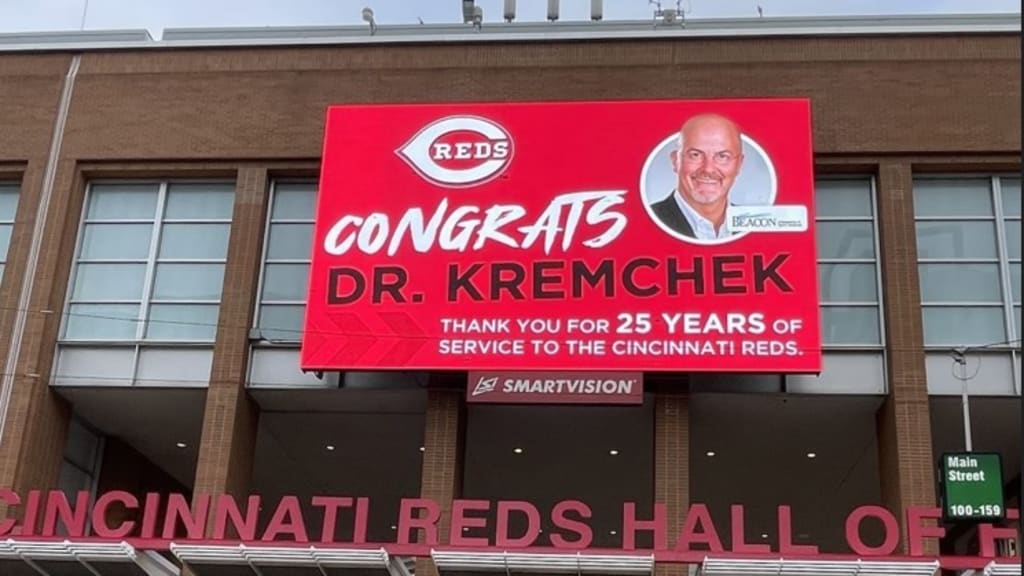 REDS
CONGRATS
BEACON
DR. KREMCHEK
THANK YOU FOR 25 YEARS OF
SERVICE TO THE CINCINNATI REDS.
SMARTVISION
Main
Street
100-159
CINCINNATI REDS HALL OF F